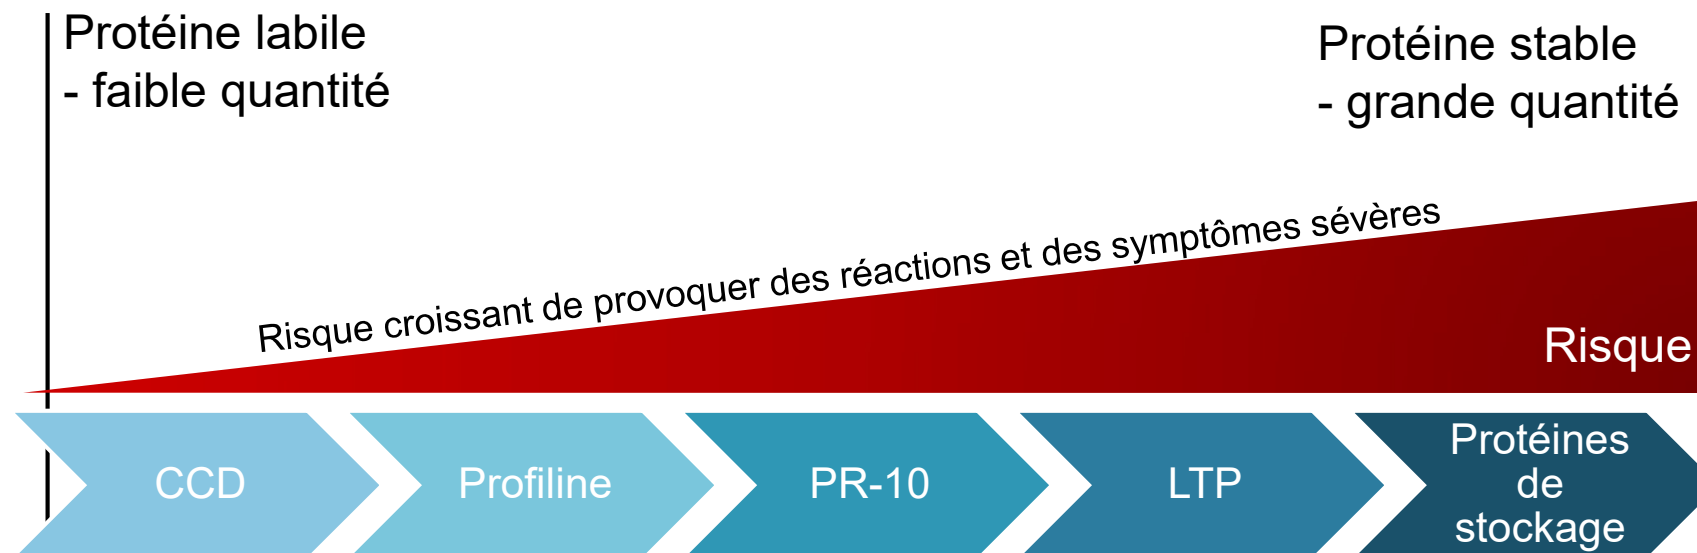 Protéine labile
- faible quantité
Protéine stable
- grande quantité
Risque croissant de provoquer des réactions et des symptômes sévères
Risque
CCD
Profiline
PR-10
LTP
Protéines
de
stockage